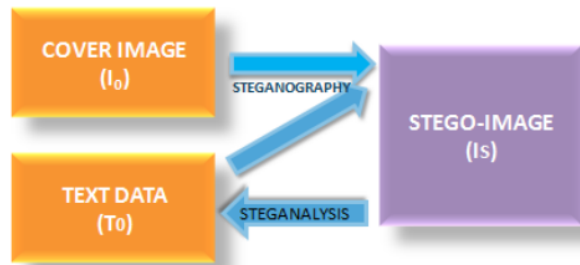 COVER IMAGE
(I₀)
STEGANOGRAPHY
STEGO-IMAGE
(Is)
TEXT DATA
(T0)
STEGANALYSIS